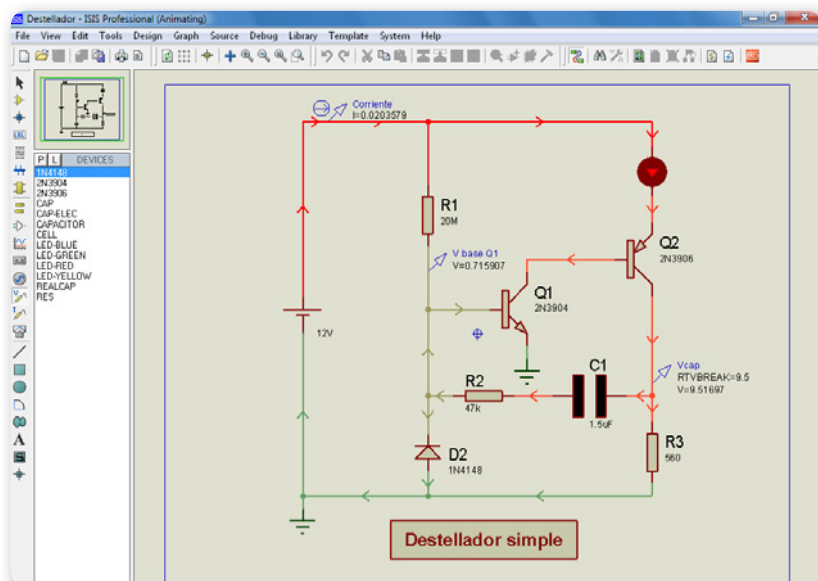 Destellador - ISIS Professional (Animating)
File View Edit Tools Design Graph Source Debug Library Template System Help
P L DEVICES
1N4148
2N3904
2N3906
CAP
CAP-ELEC
CAPACITOR
CELL
LED-BLUE
LED-GREEN
LED-RED
LED-YELLOW
REALCAP
RES
Corriente
I=0.0203579
R1
20M
V base Q1
V=0.715907
Q1
2N3904
Q2
2N3906
12V
R2
47k
C1
1.5uF
Vcap
RTVBREAK=9.5
V=9.51697
R3
560
D2
1N4148
Destellador simple